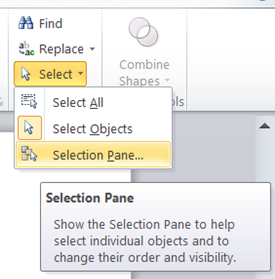 Find
Replace
Select
Combine
Shapes
Select All
Select Objects
Selection Pane...
Selection Pane
Show the Selection Pane to help
select individual objects and to
change their order and visibility.